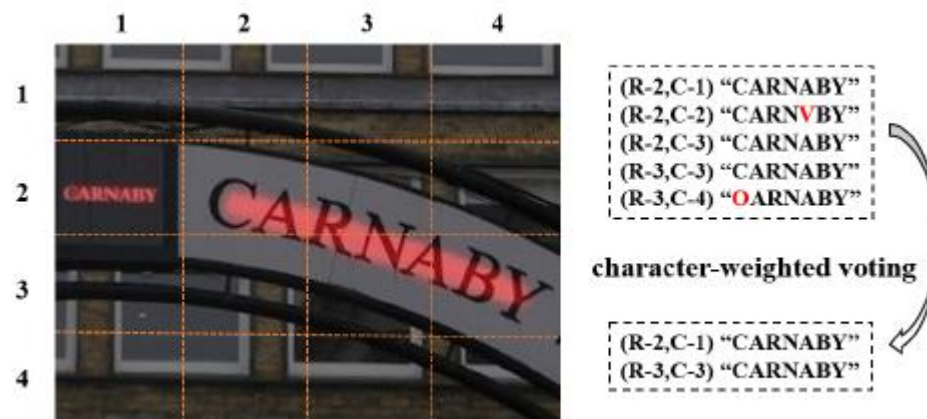 1 2 3 4
1
2
3
4
CARNABY
CARNABY
(R-2,C-1) “CARNABY”
(R-2,C-2) “CARNVBY”
(R-2,C-3) “CARNABY”
(R-3,C-3) “CARNABY”
(R-3,C-4) “OARNABY”
character-weighted voting
(R-2,C-1) “CARNABY”
(R-3,C-3) “CARNABY”